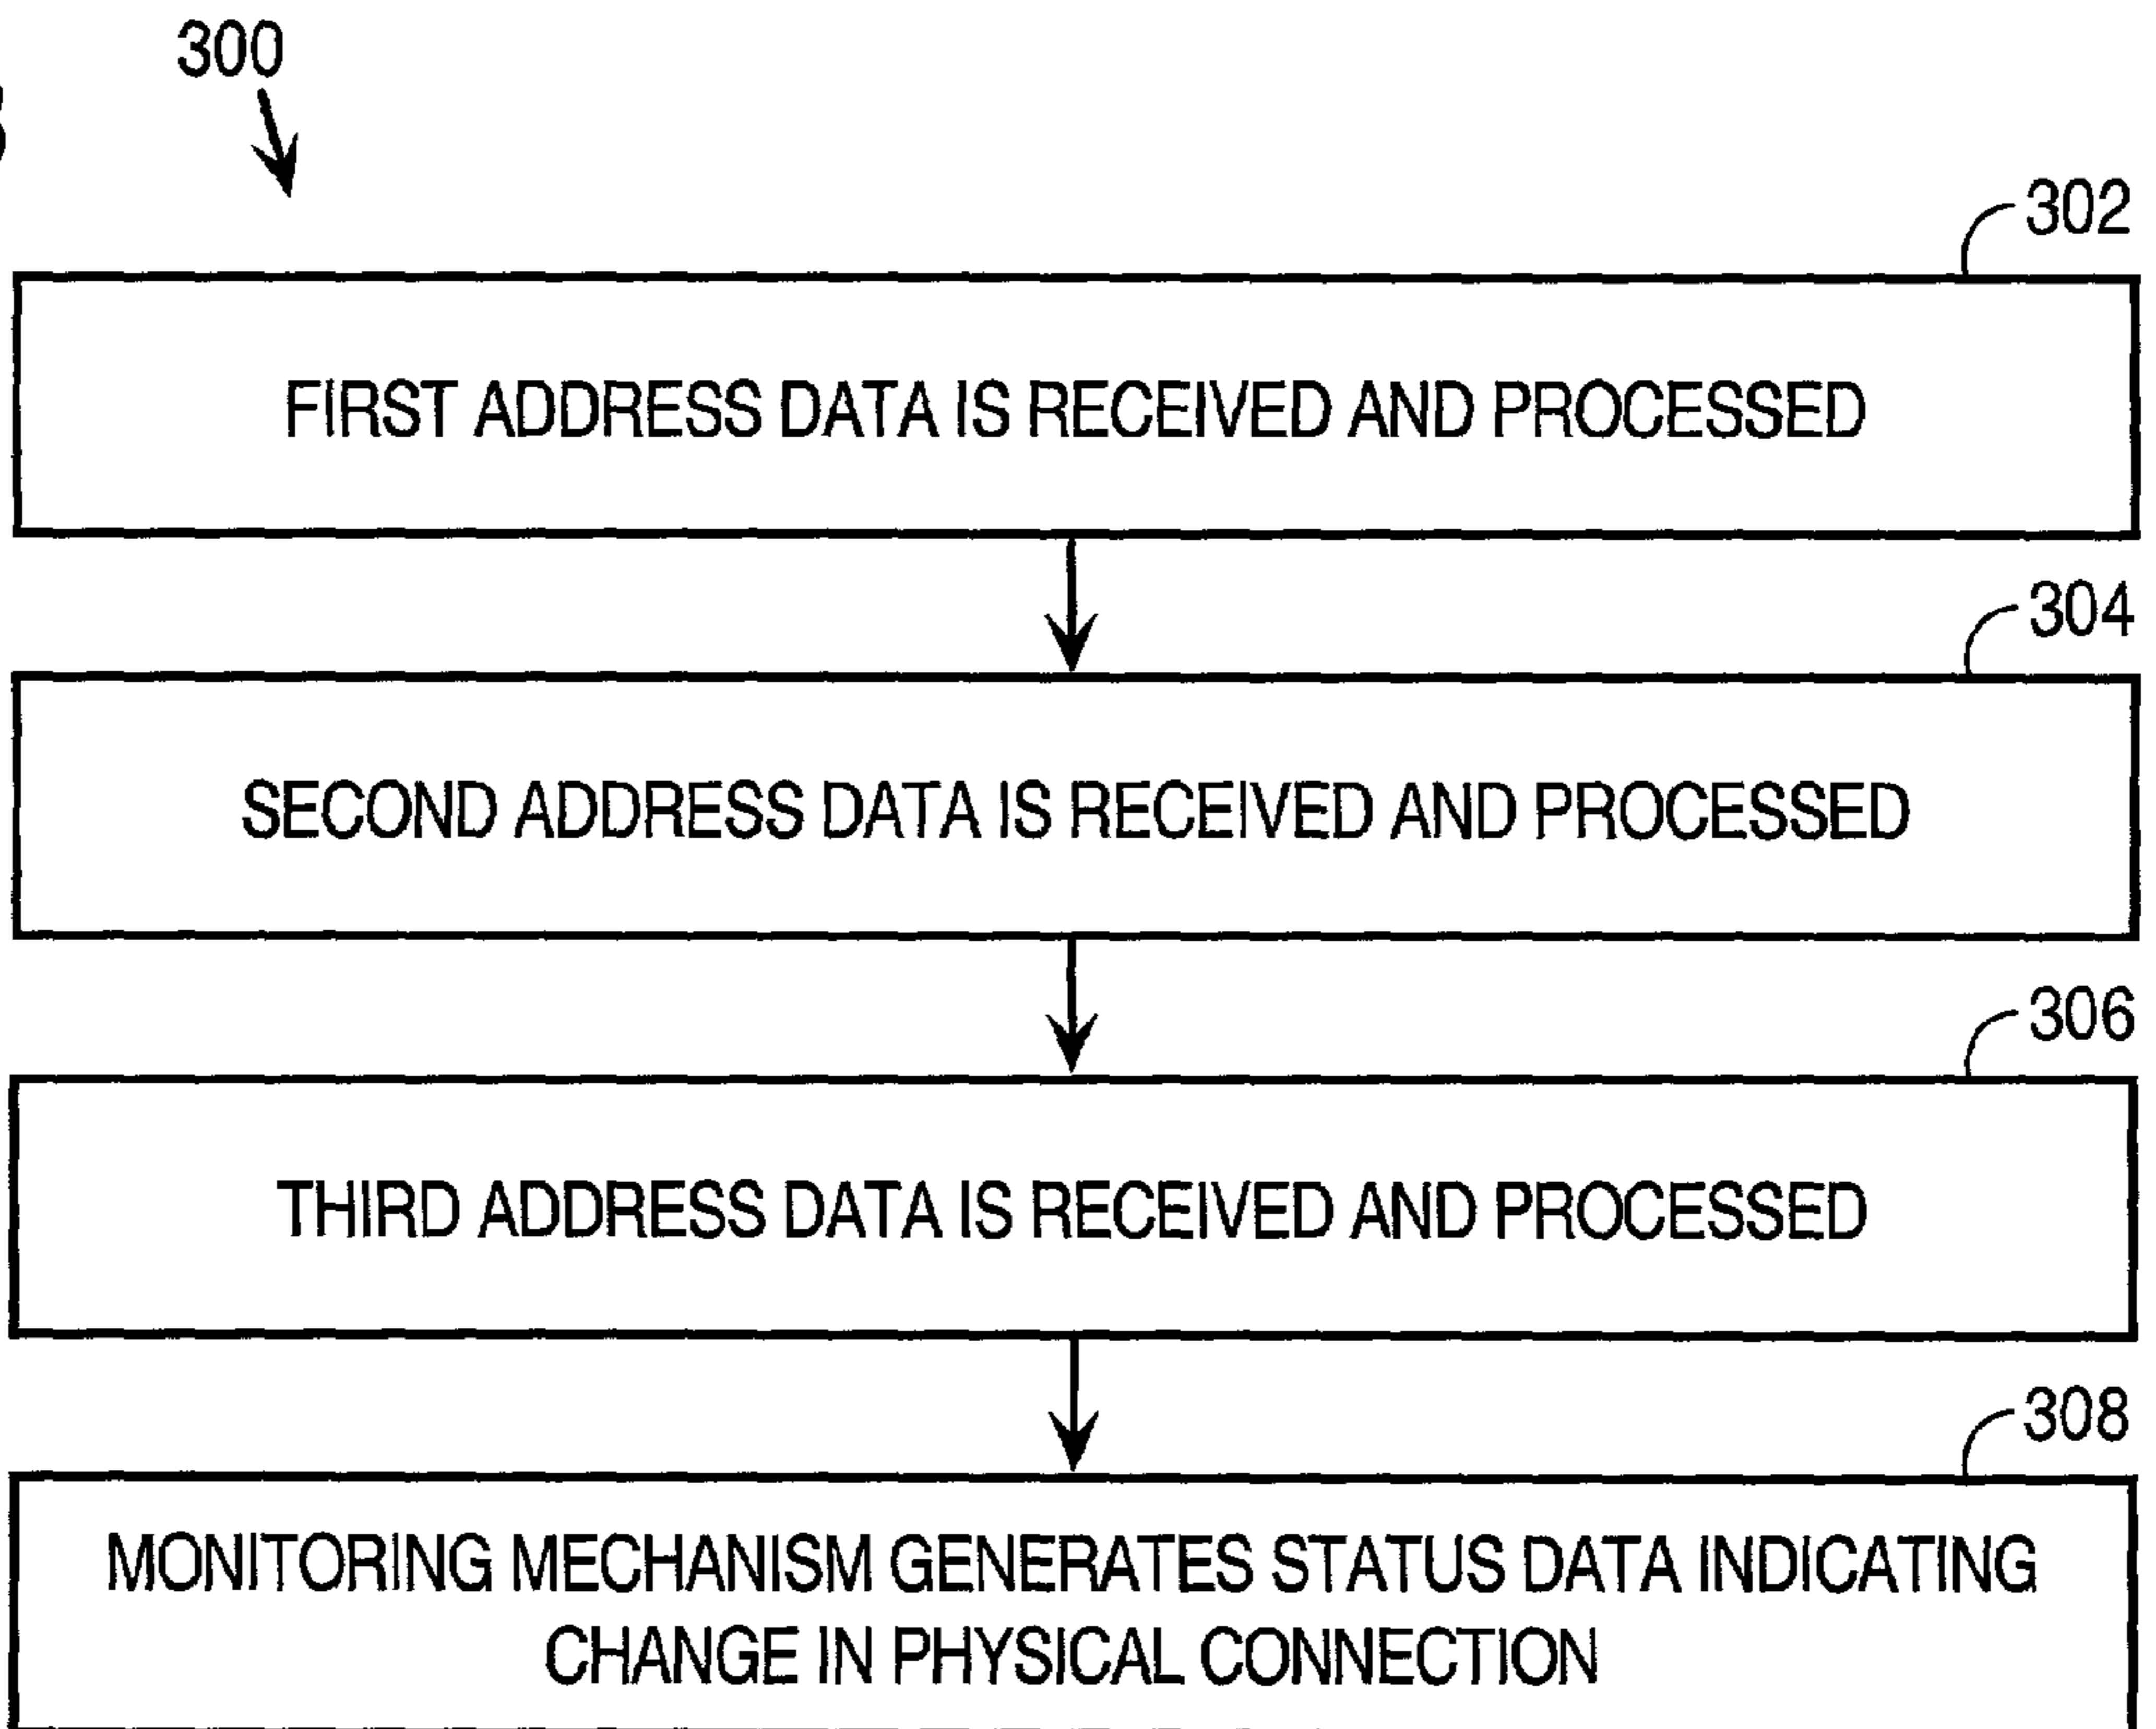 300
302
FIRST ADDRESS DATA IS RECEIVED AND PROCESSED
304
SECOND ADDRESS DATA IS RECEIVED AND PROCESSED
306
THIRD ADDRESS DATA IS RECEIVED AND PROCESSED
308
MONITORING MECHANISM GENERATES STATUS DATA INDICATING
CHANGE IN PHYSICAL CONNECTION